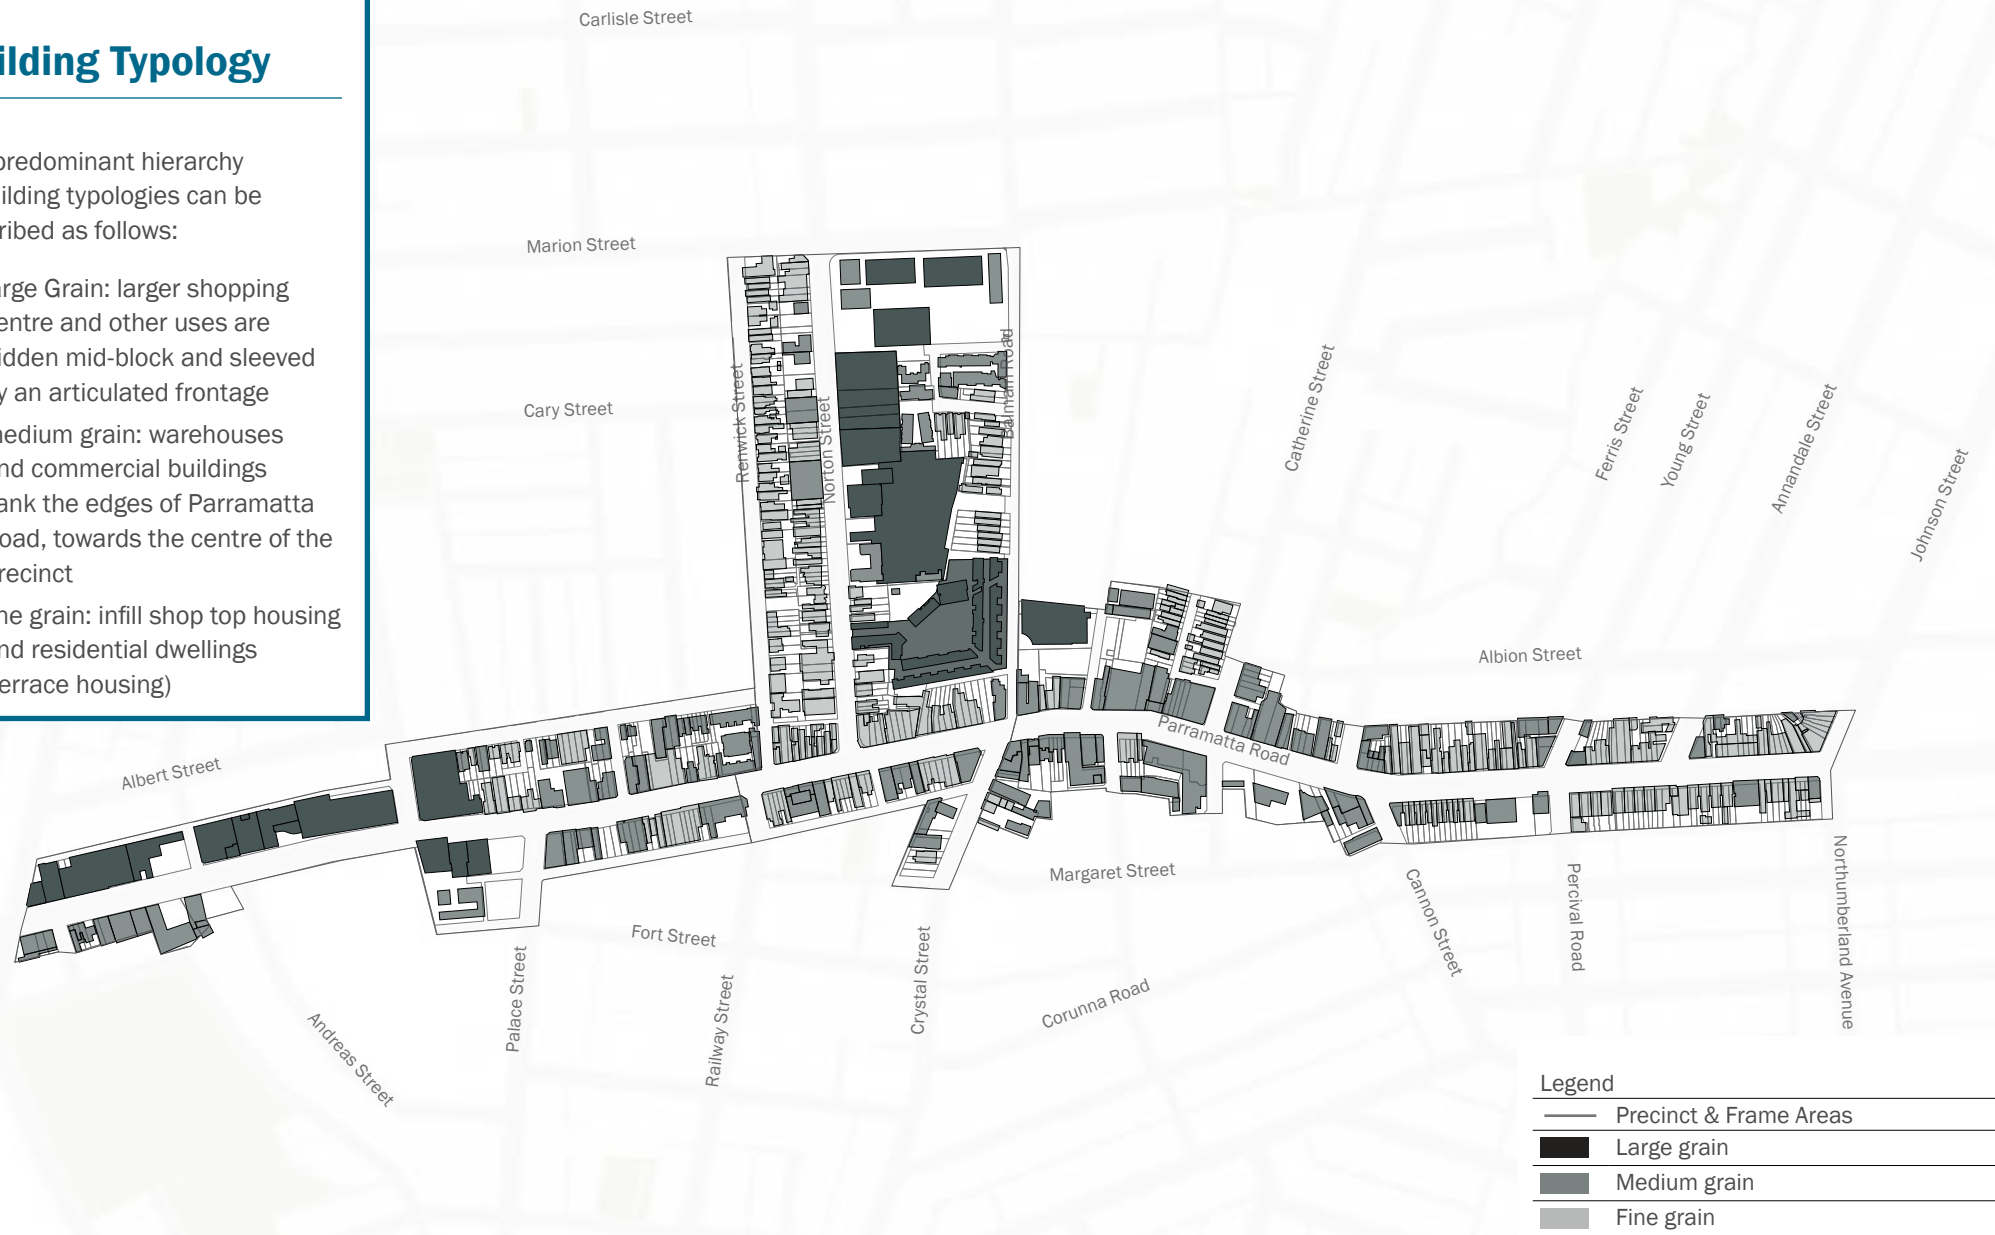 ilding Typology
predominant hierarchy
ilding typologies can be
ribed as follows:
arge Grain: larger shopping
entre and other uses are
idden mid-block and sleeved
y an articulated frontage
nedium grain: warehouses
nd commercial buildings
ank the edges of Parramatta
oad, towards the centre of the
recinct
ne grain: infill shop top housing
nd residential dwellings
errace housing)
Carlisle Street
Marion Street
Cary Street
Renwick Street
Norton Street
Balmain Road
Catherine Street
Ferris Street
Young Street
Annandale Street
Johnson Street
Albion Street
Parramatta Road
Albert Street
Margaret Street
Fort Street
Andreas Street
Palace Street
Railway Street
Crystal Street
Corunna Road
Cannon Street
Percival Road
Northumberland Avenue
Legend
Precinct & Frame Areas
Large grain
Medium grain
Fine grain